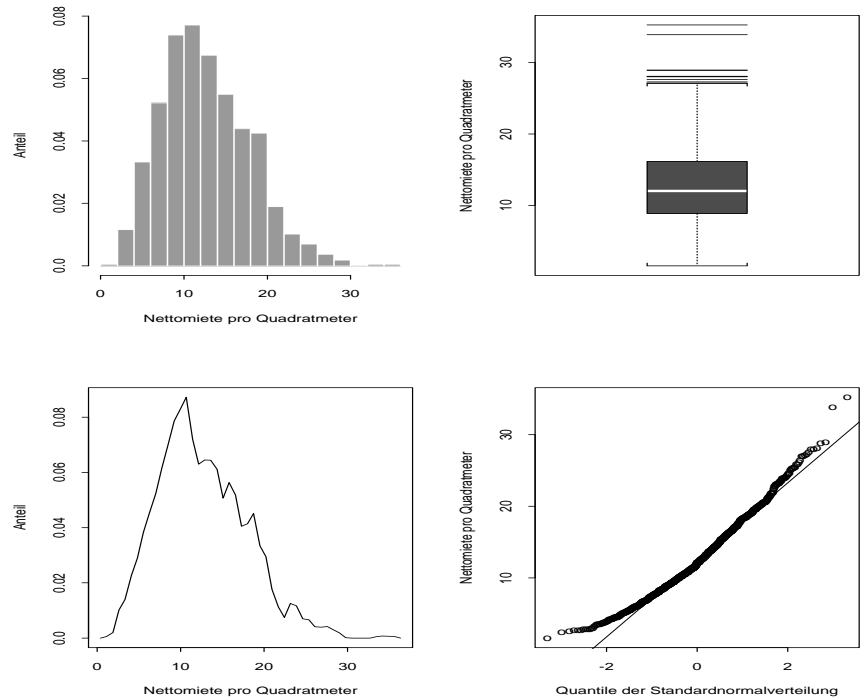 0.08
0.06
0.04
0.02
0.0
Anteil
0 10 20 30
Nettomiete pro Quadratmeter
30
20
10
Nettomiete pro Quadratmeter
0.08
0.06
0.04
0.02
0.0
Anteil
0 10 20 30
Nettomiete pro Quadratmeter
30
20
10
Nettomiete pro Quadratmeter
-2 0 2
Quantile der Standardnormalverteilung